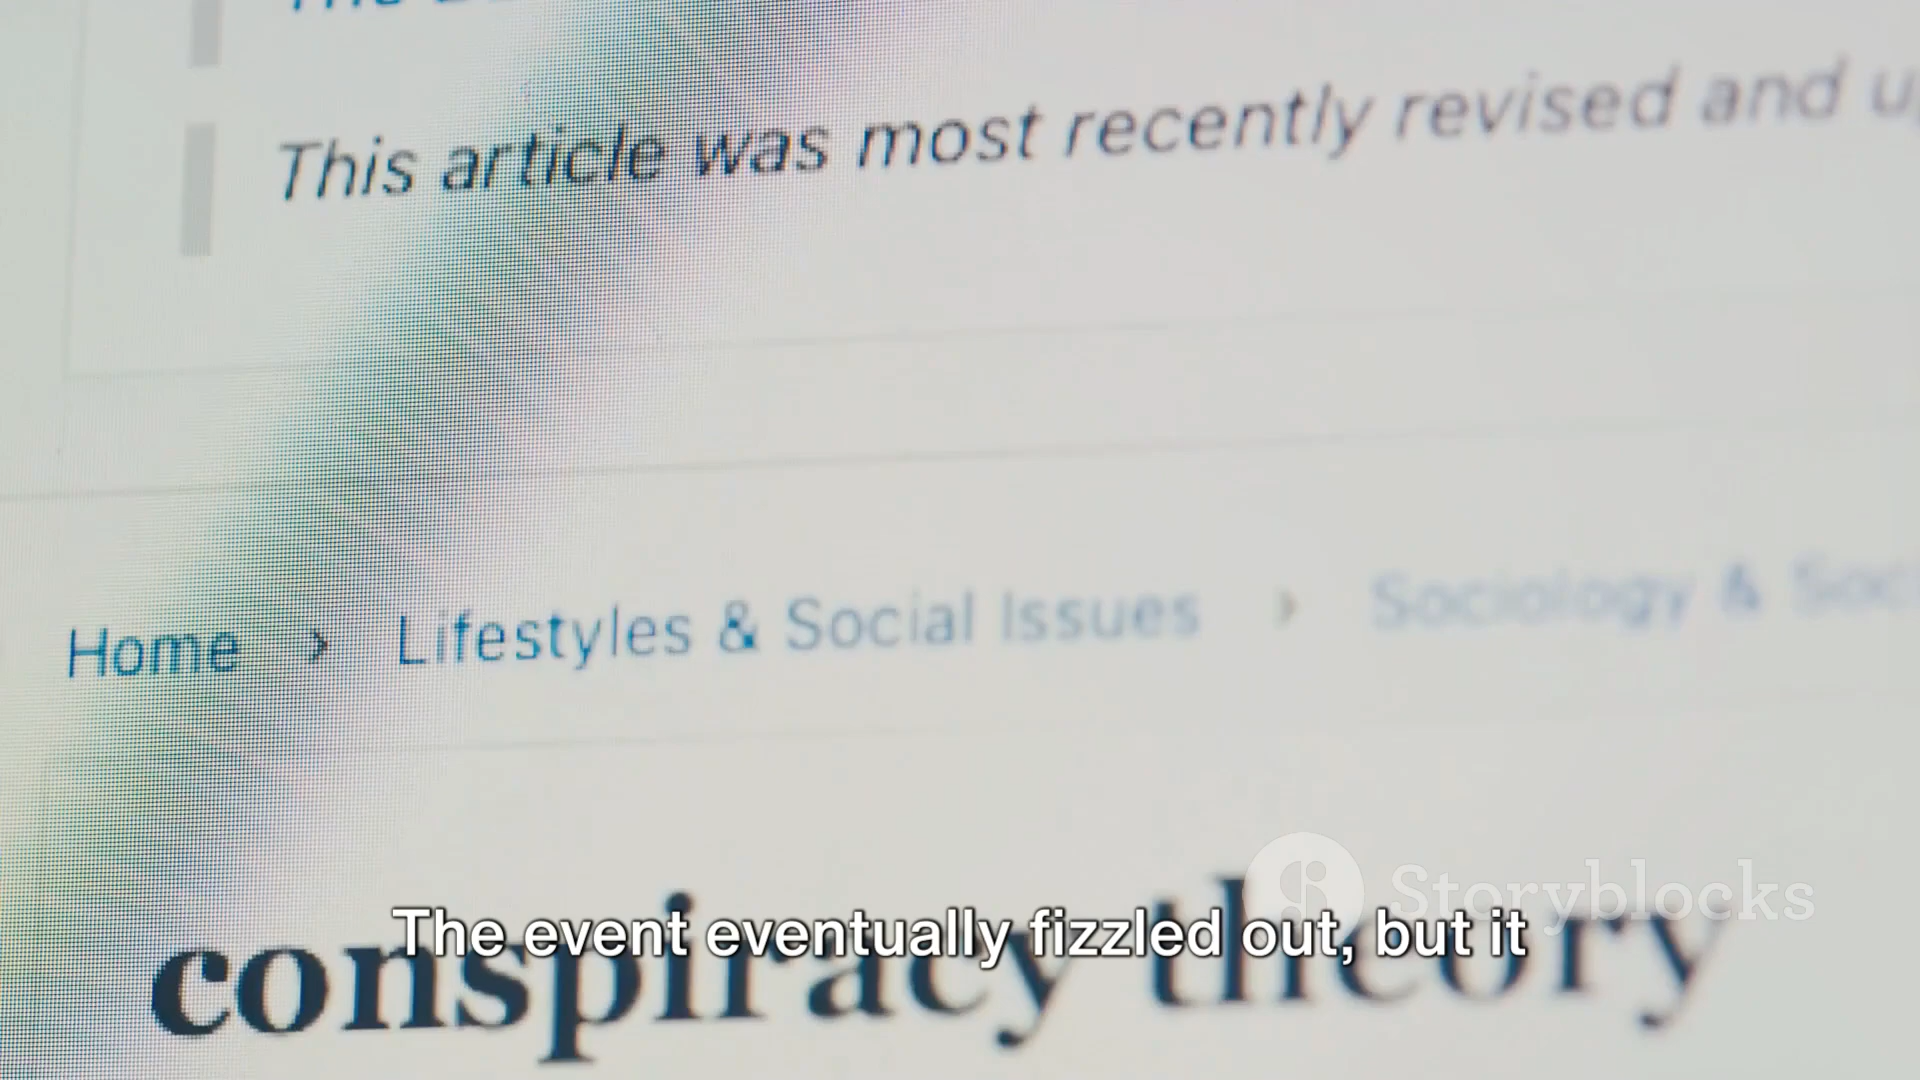 This article was most recently revised and
Home > Lifestyles & Social Issues > Sociology &
Storyblocks
The event eventually fizzled out, but it
conspiracy theory